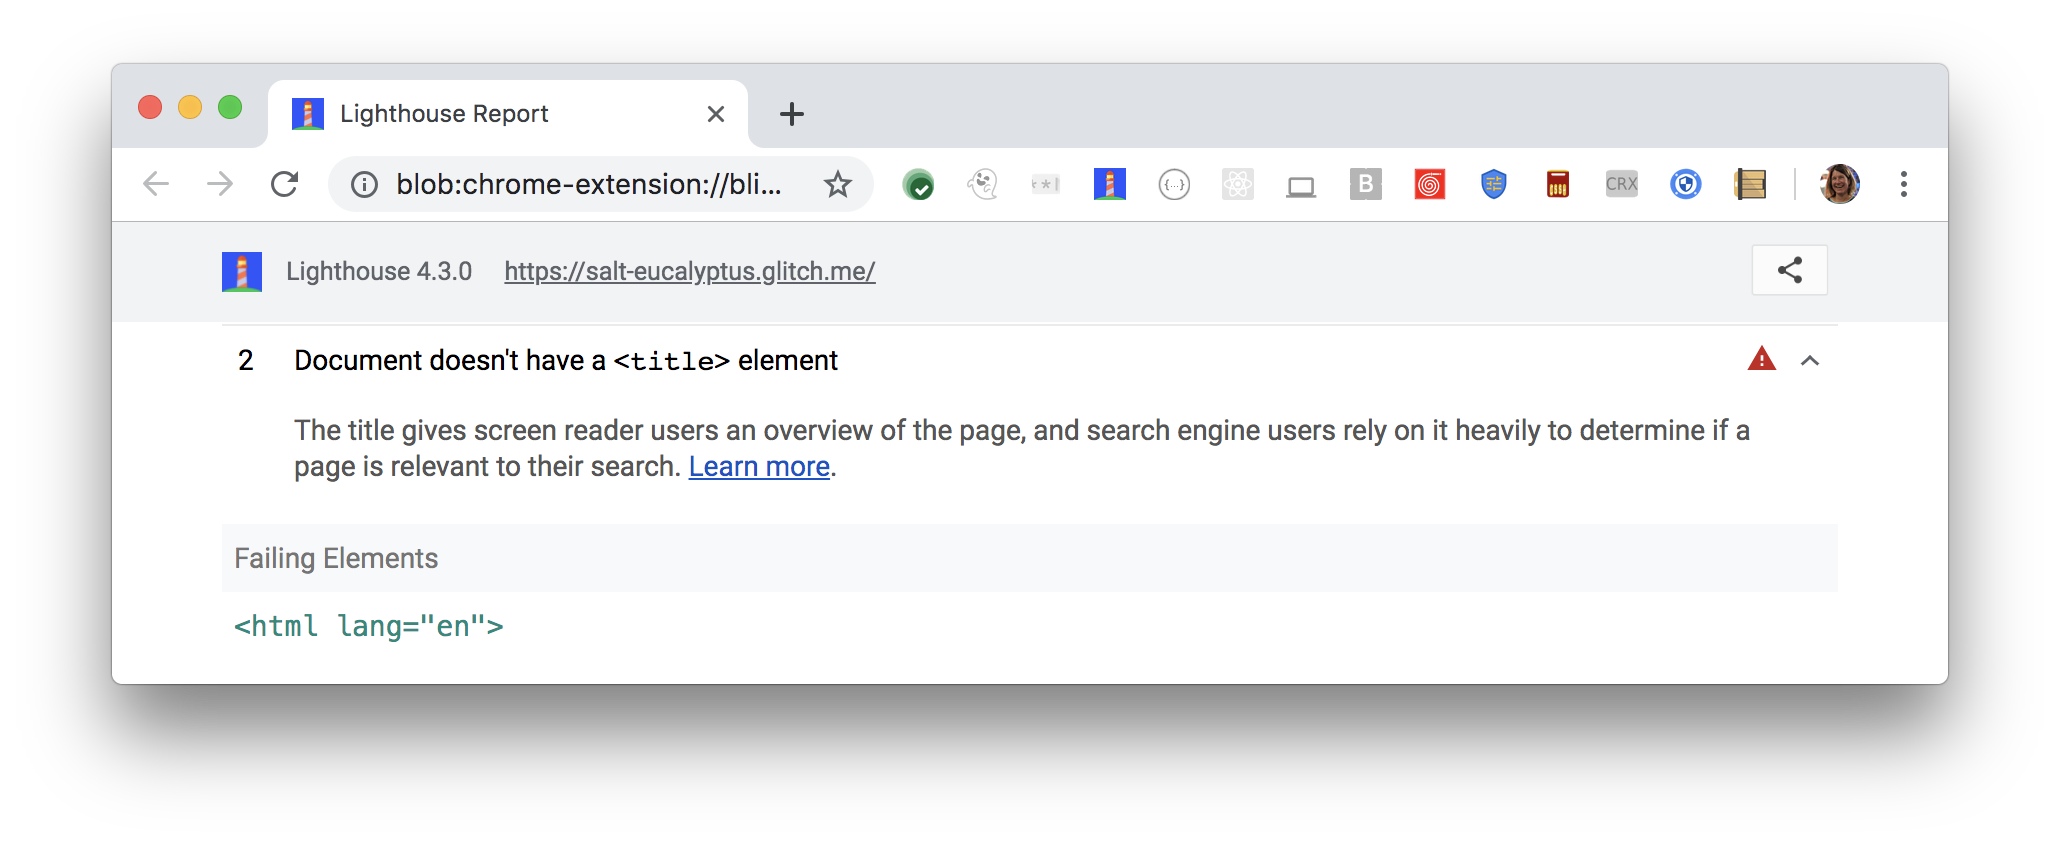 Lighthouse Report
blob:chrome-extension://bli...
{...}
B
CRX
Lighthouse 4.3.0 https://salt-eucalyptus.glitch.me/
2 Document doesn't have a <title> element
The title gives screen reader users an overview of the page, and search engine users rely on it heavily to determine if a
page is relevant to their search. Learn more.
Failing Elements
<html lang="en">